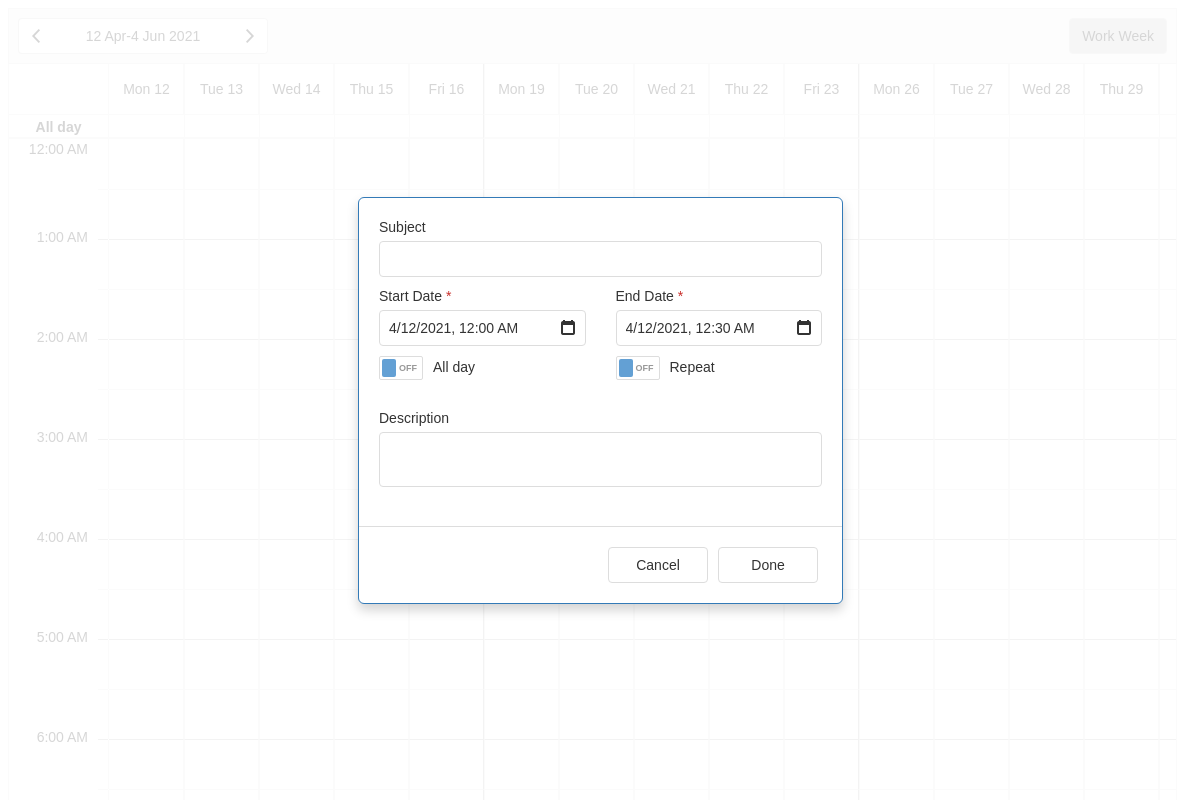 12 Apr-4 Jun 2021 Work Week
Mon 12 Tue 13 Wed 14 Thu 15 Fri 16 Mon 19 Tue 20 Wed 21 Thu 22 Fri 23 Mon 26 Tue 27 Wed 28 Thu 29
All day
12:00 AM
Subject
1:00 AM
Start Date * End Date *
4/12/2021, 12:00 AM 4/12/2021, 12:30 AM
2:00 AM
OFF All day OFF Repeat
Description
3:00 AM
4:00 AM
Cancel Done
5:00 AM
6:00 AM